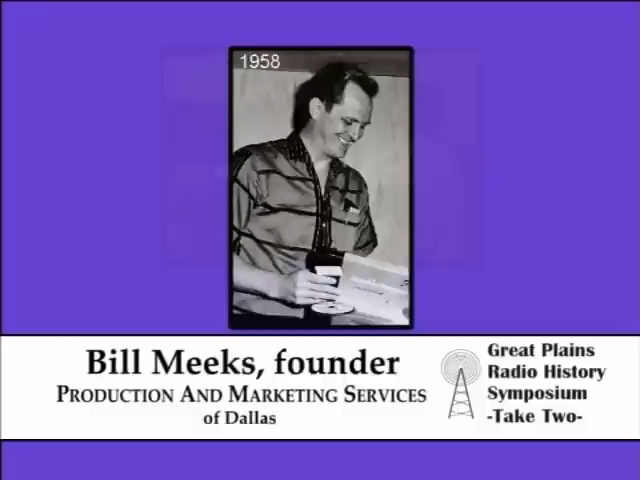 1958
Bill Meeks, founder
PRODUCTION AND MARKETING SERVICES
of Dallas
Great Plains
Radio History
Symposium
-Take Two-